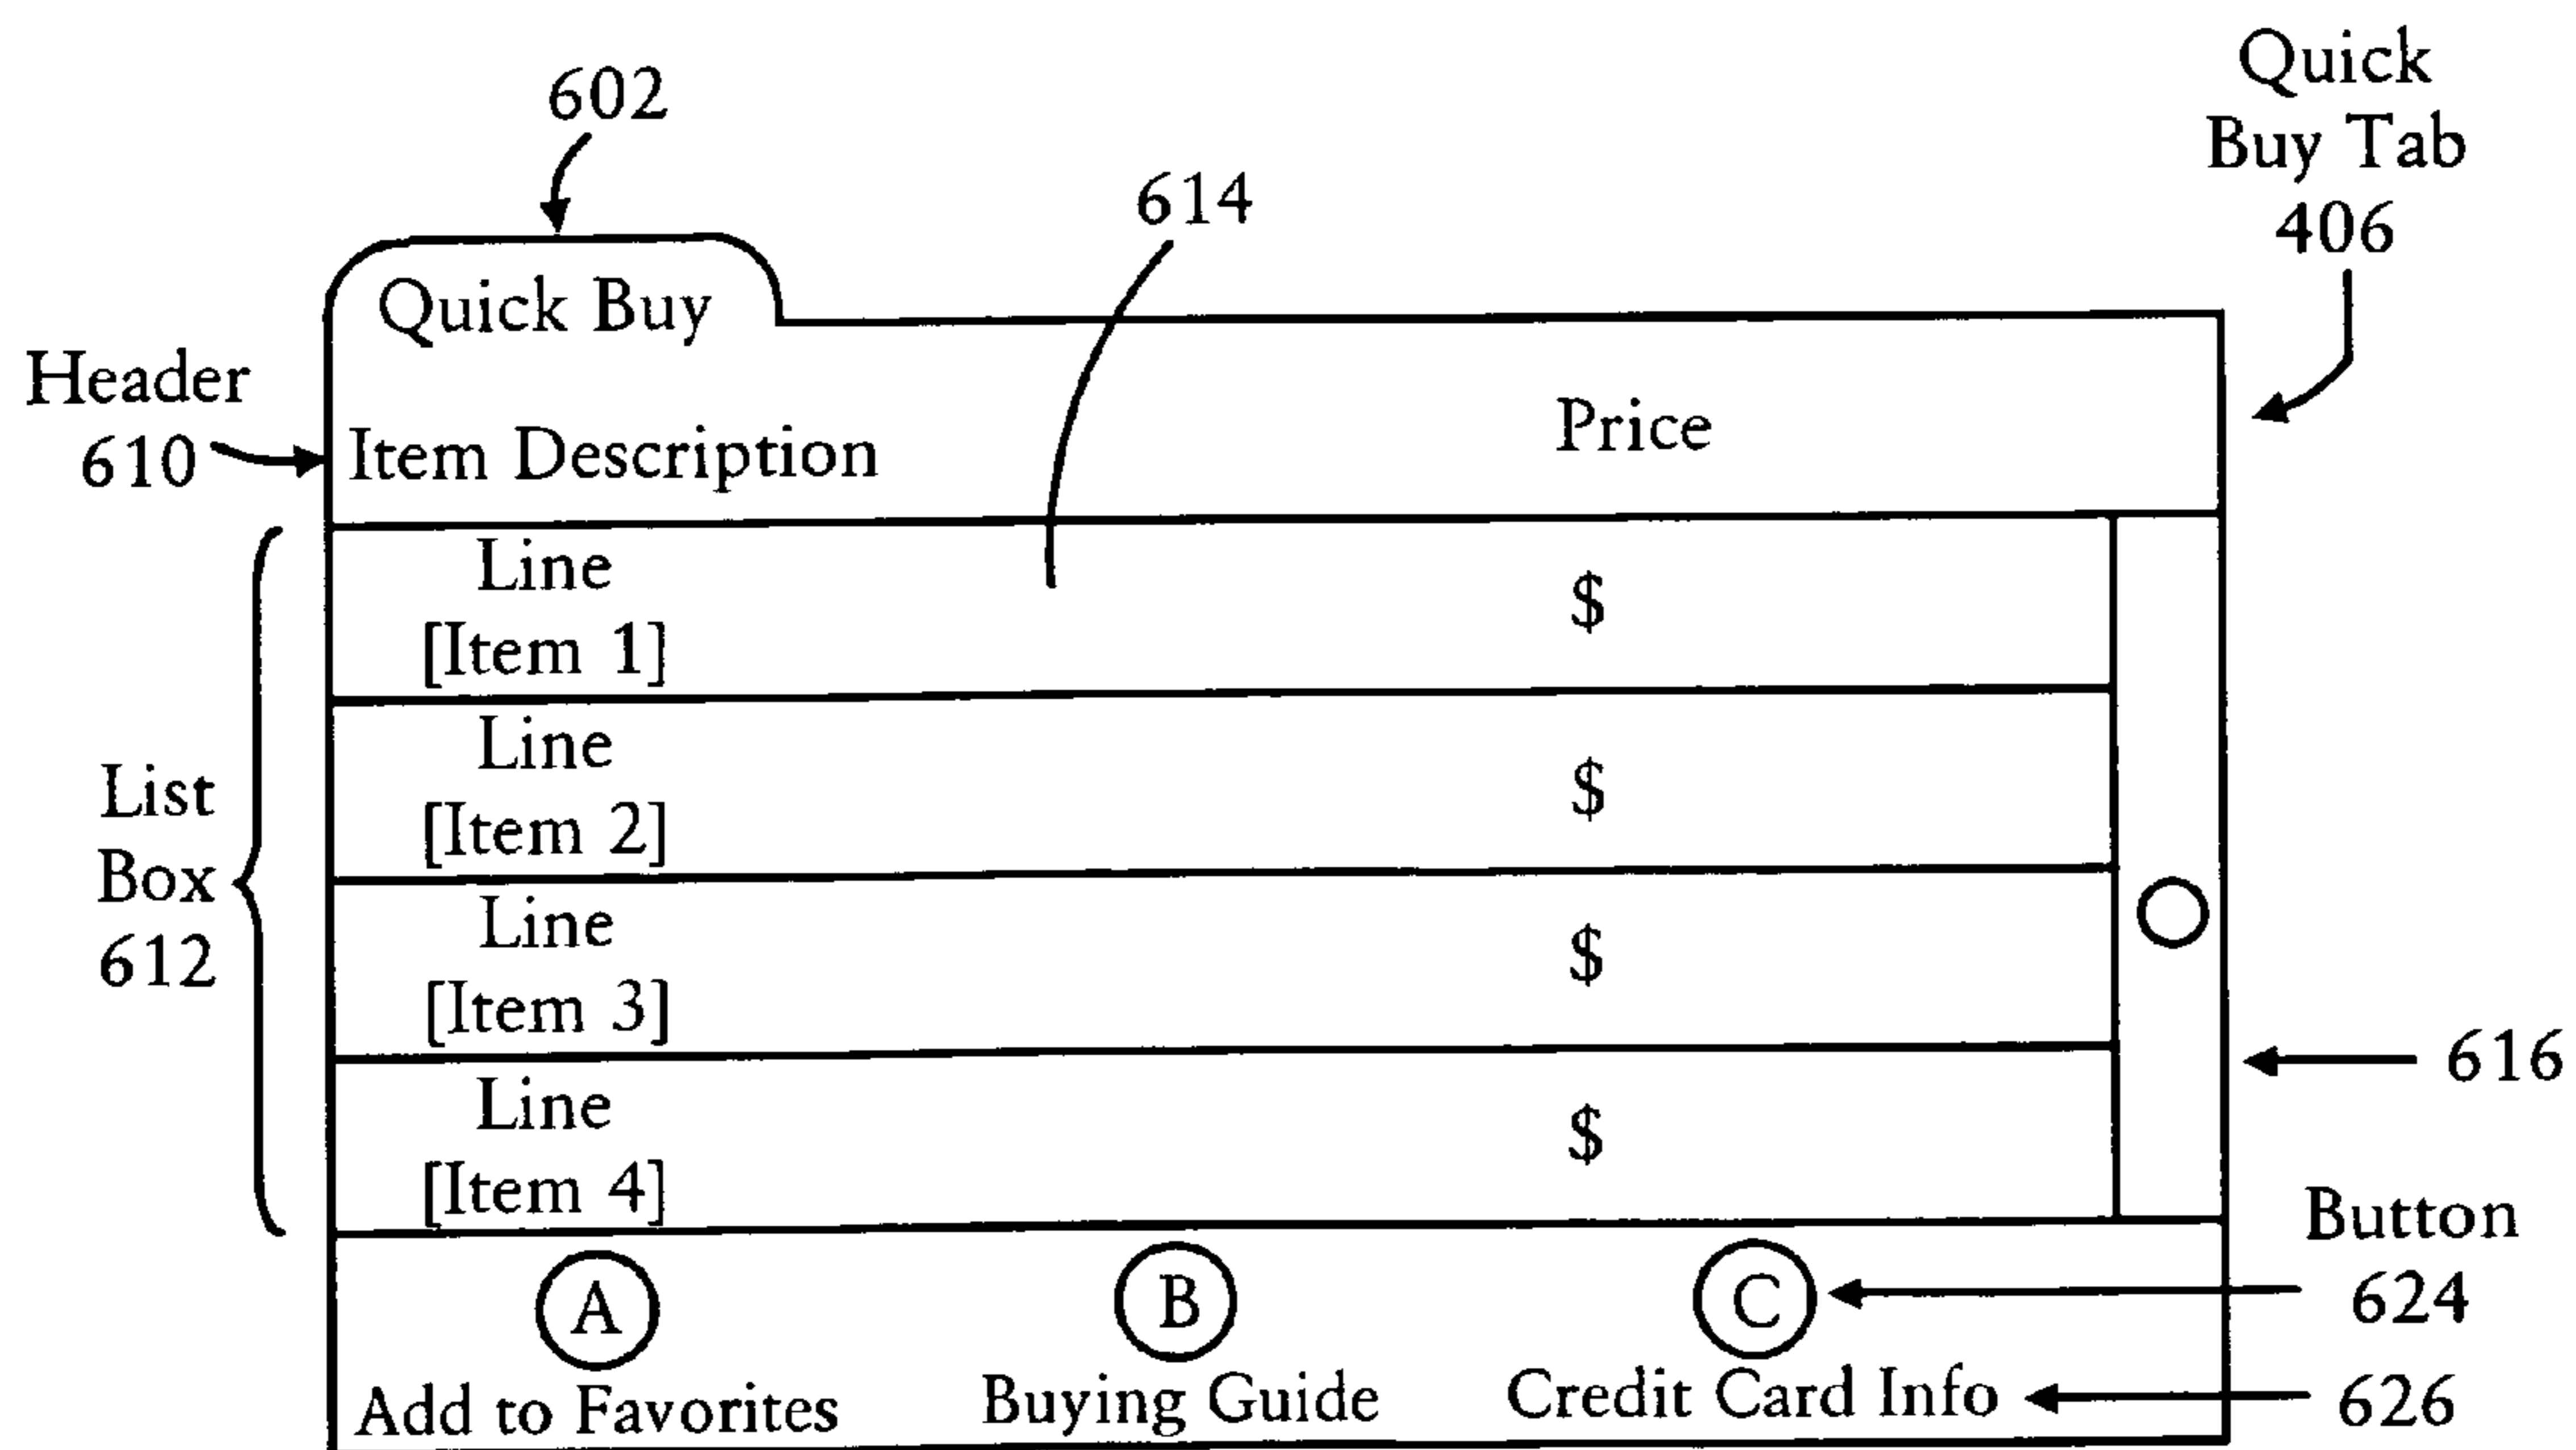 Quick
Buy Tab
406
602
614
Quick Buy
Header
610
Item Description Price
Line
[Item 1] $
Line
[Item 2] $
List
Box
612
Line
[Item 3] $
616
Line
[Item 4] $
Button
624
A B C
Add to Favorites Buying Guide Credit Card Info
626